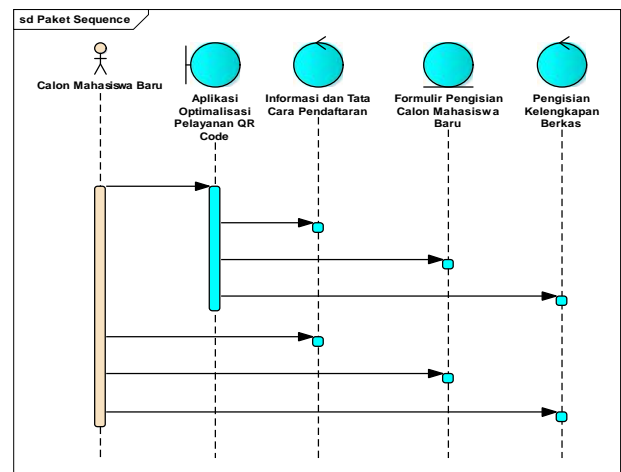 sd Paket Sequence
Calon Mahasiswa Baru
Aplikasi
Optimalisasi
Pelayanan QR
Code
Informasi dan Tata
Cara Pendaftaran
Formulir Pengisian
Calon Mahasiswa
Baru
Pengisian
Kelengkapan
Berkas